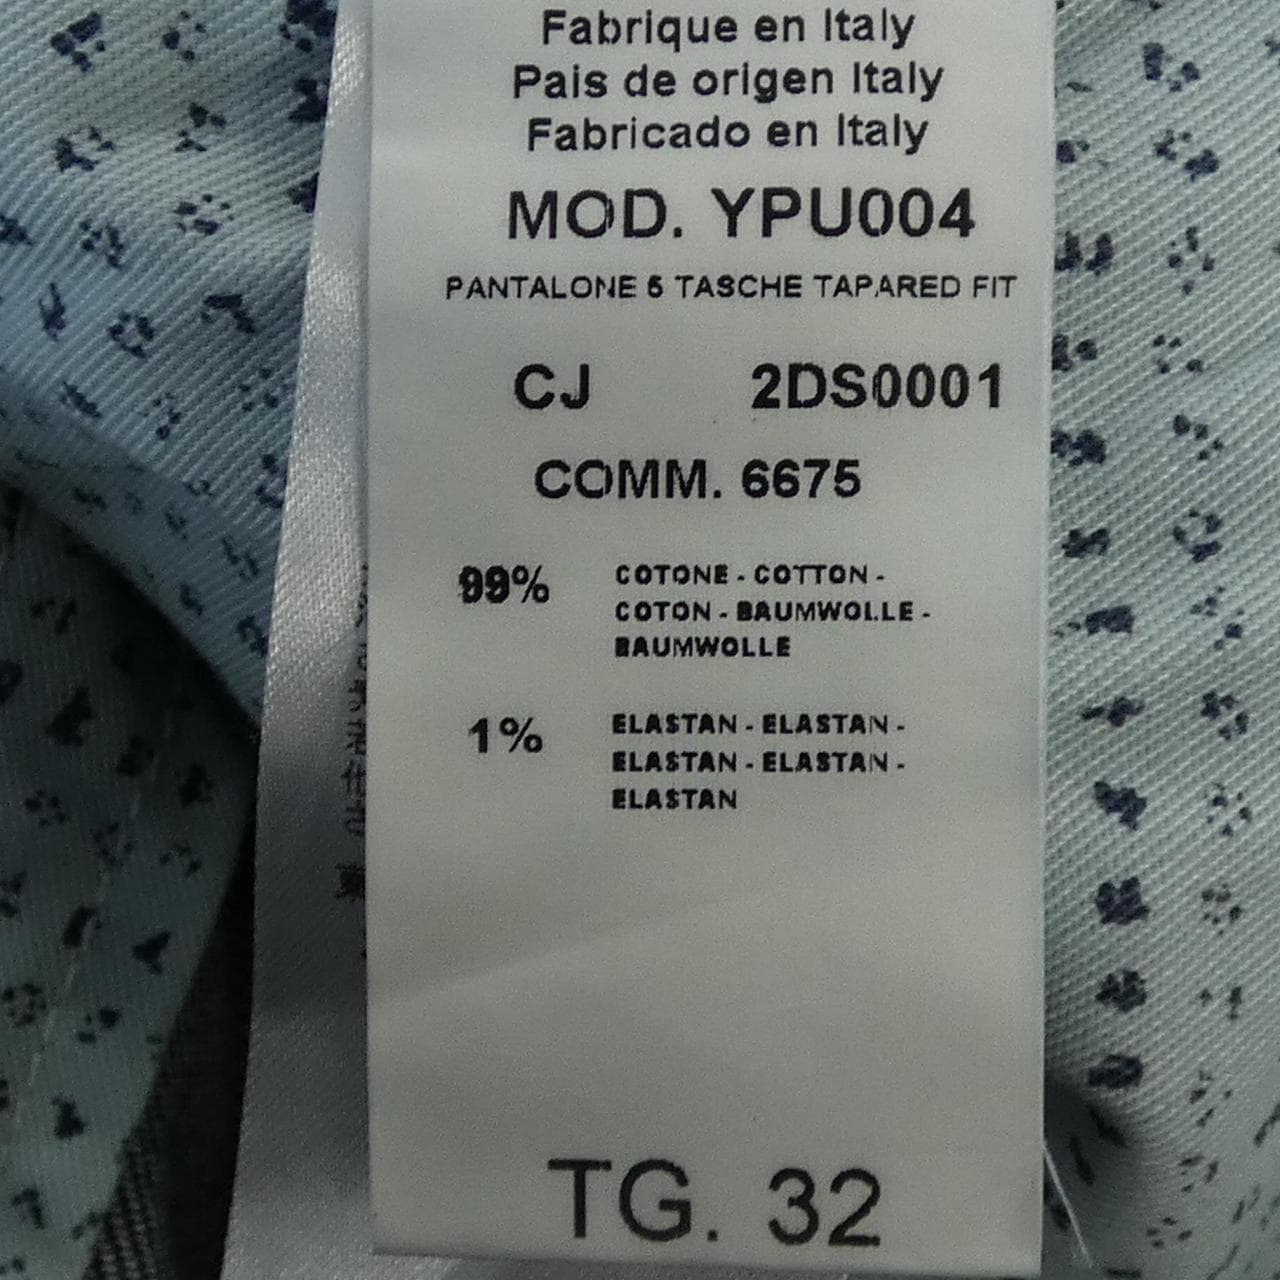 Fabrique en Italy
Pais de origen Italy
Fabricado en Italy
MOD. YPU004
PANTALONE 5 TASCHE TAPARED FIT
CJ 2DS0001
COMM. 6675
99% COTONE - COTTON -
COTON - BAUMWOLLE -
BAUMWOLLE
1% ELASTAN - ELASTAN -
ELASTAN - ELASTAN -
ELASTAN
TG. 32